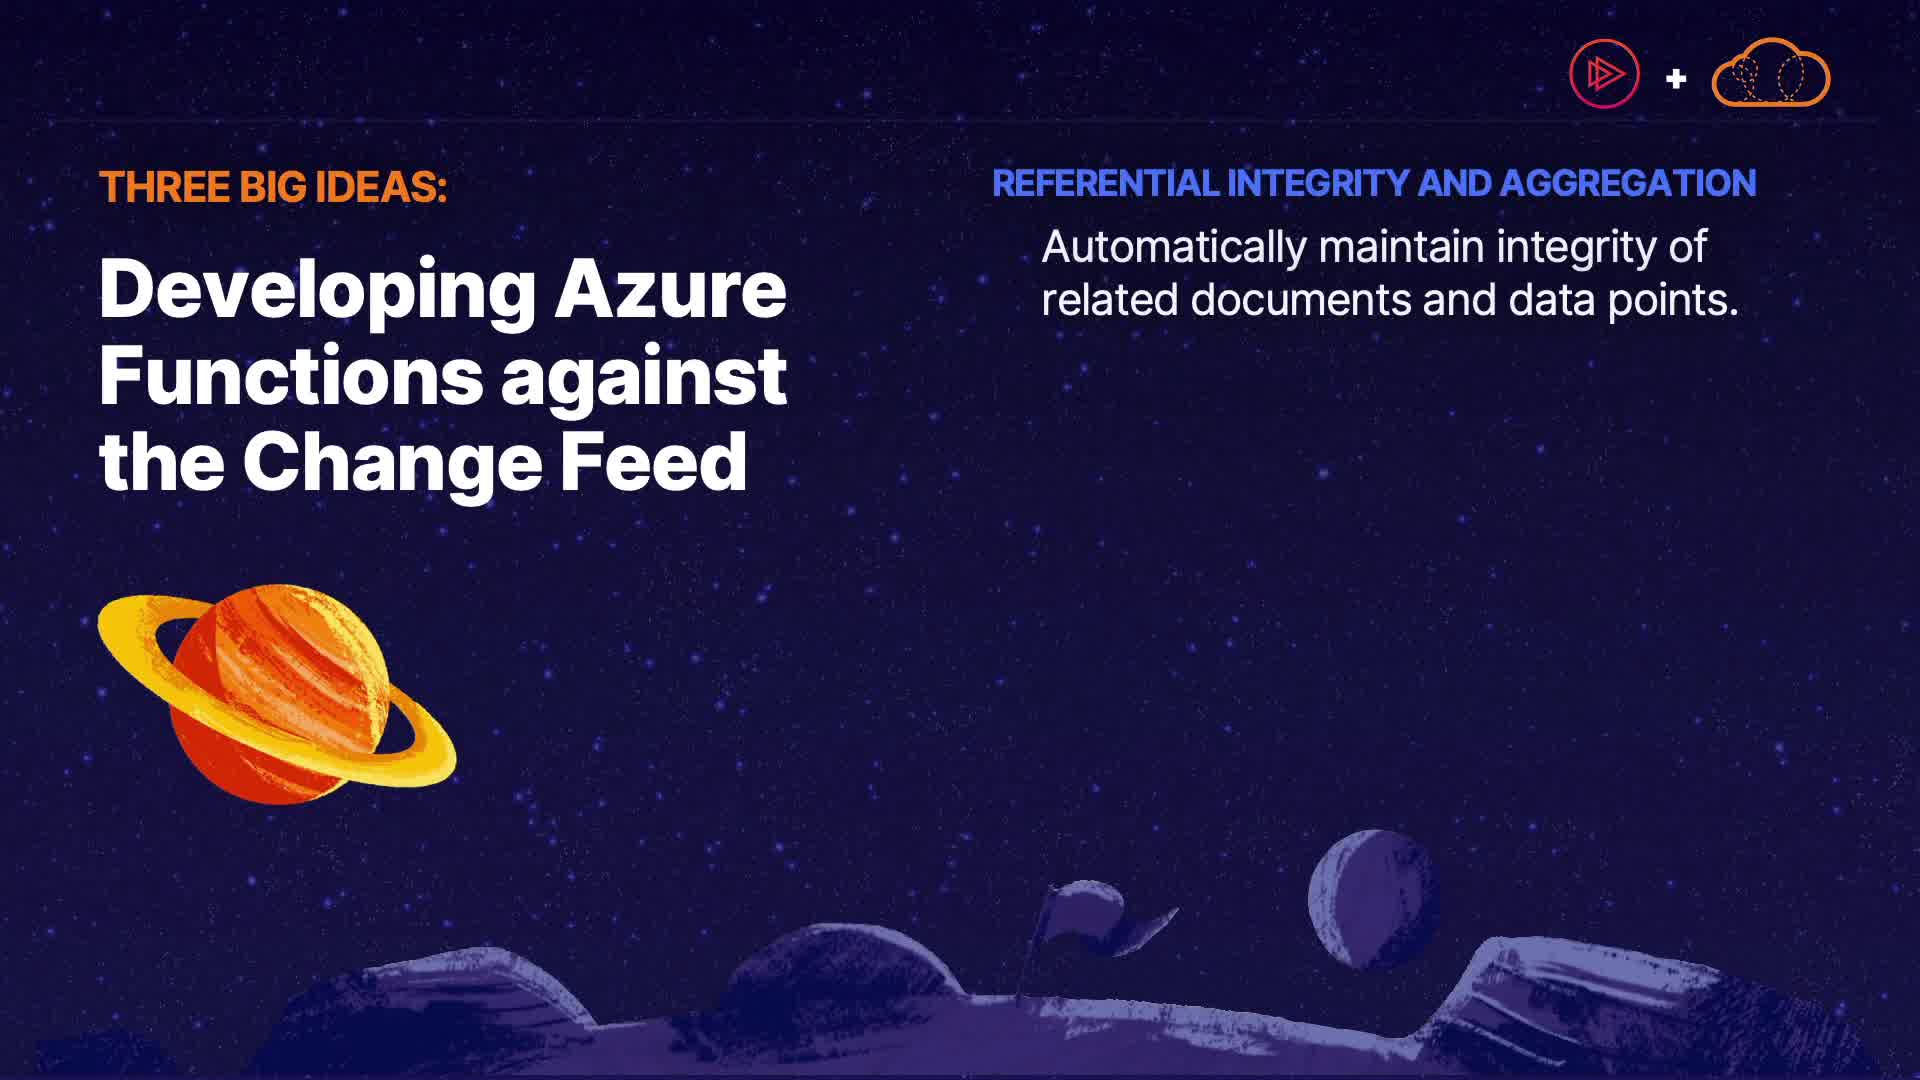 THREE BIG IDEAS:
Developing Azure
Functions against
the Change Feed
REFERENTIAL INTEGRITY AND AGGREGATION
Automatically maintain integrity of
related documents and data points.